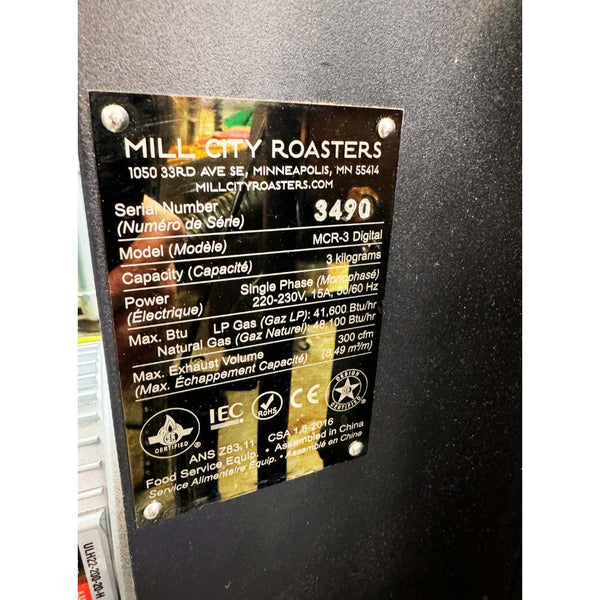 MILL CITY ROASTERS
1050 33RD AVE SE, MINNEAPOLIS, MN 55414
MILLCITYROASTERS.COM
Serial Number 3490
(Numéro de Série)
Model (Modèle) MCR-3 Digital
Capacity (Capacité) 3 kilograms
Power Single Phase (Monophasé)
(Électrique) 220-230V, 15A, 50/60 Hz
Max. Btu LP Gas (Gaz LP): 41,600 Btu/hr
Natural Gas (Gaz Naturel): 48,100 Btu/hr
Max. Exhaust Volume 300 cfm
(Max. Échappement Capacité) (8.49 m³/m)
CERTIFIED ® IEC RoHS CE DESIGN CERTIFIED ®
ANS Z83.11 CSA 1.8-2016
Food Service Equip. • Assembled in China
Service Alimentaire Equip. • Assemblé en Chine
ULH22-200-20-H